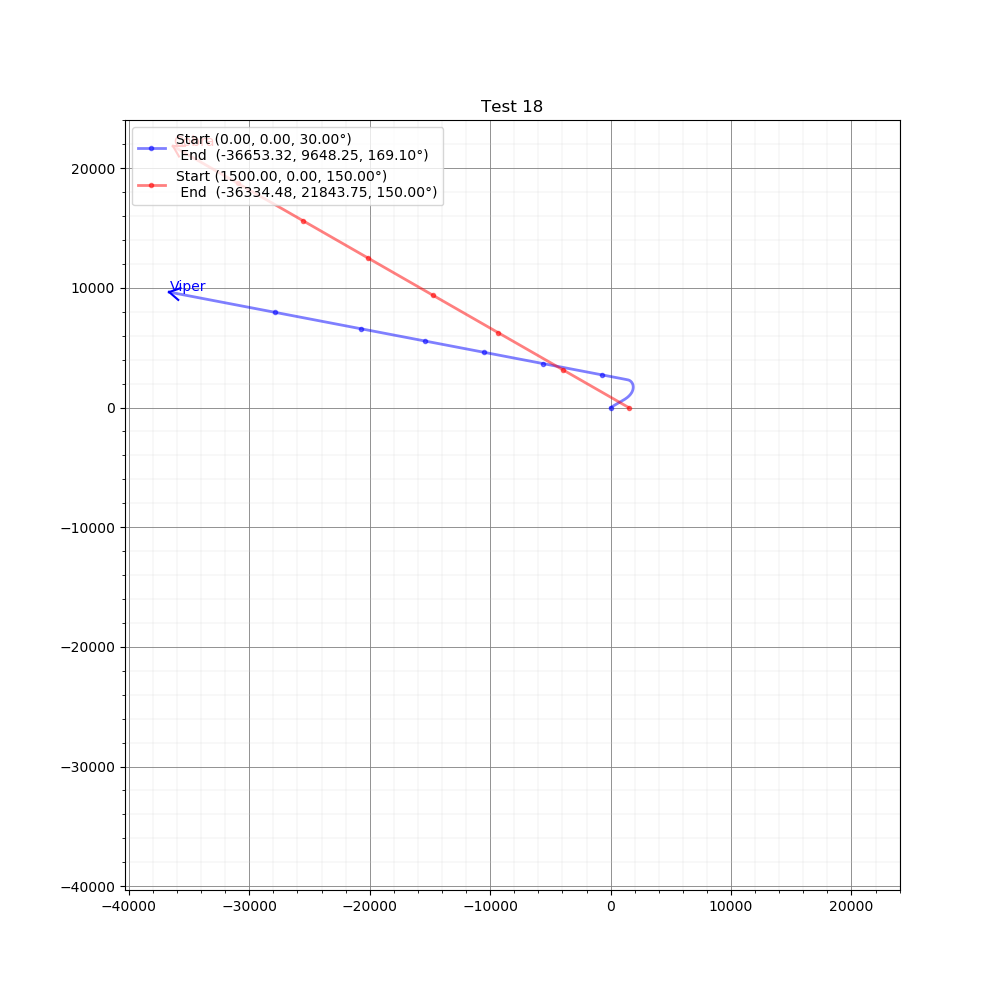 Test 18
Start (0.00, 0.00, 30.00°)
End (-36653.32, 9648.25, 169.10°)
Start (1500.00, 0.00, 150.00°)
End (-36334.48, 21843.75, 150.00°)
Viper
20000
10000
0
−10000
−20000
−30000
−40000
−40000 −30000 −20000 −10000 0 10000 20000